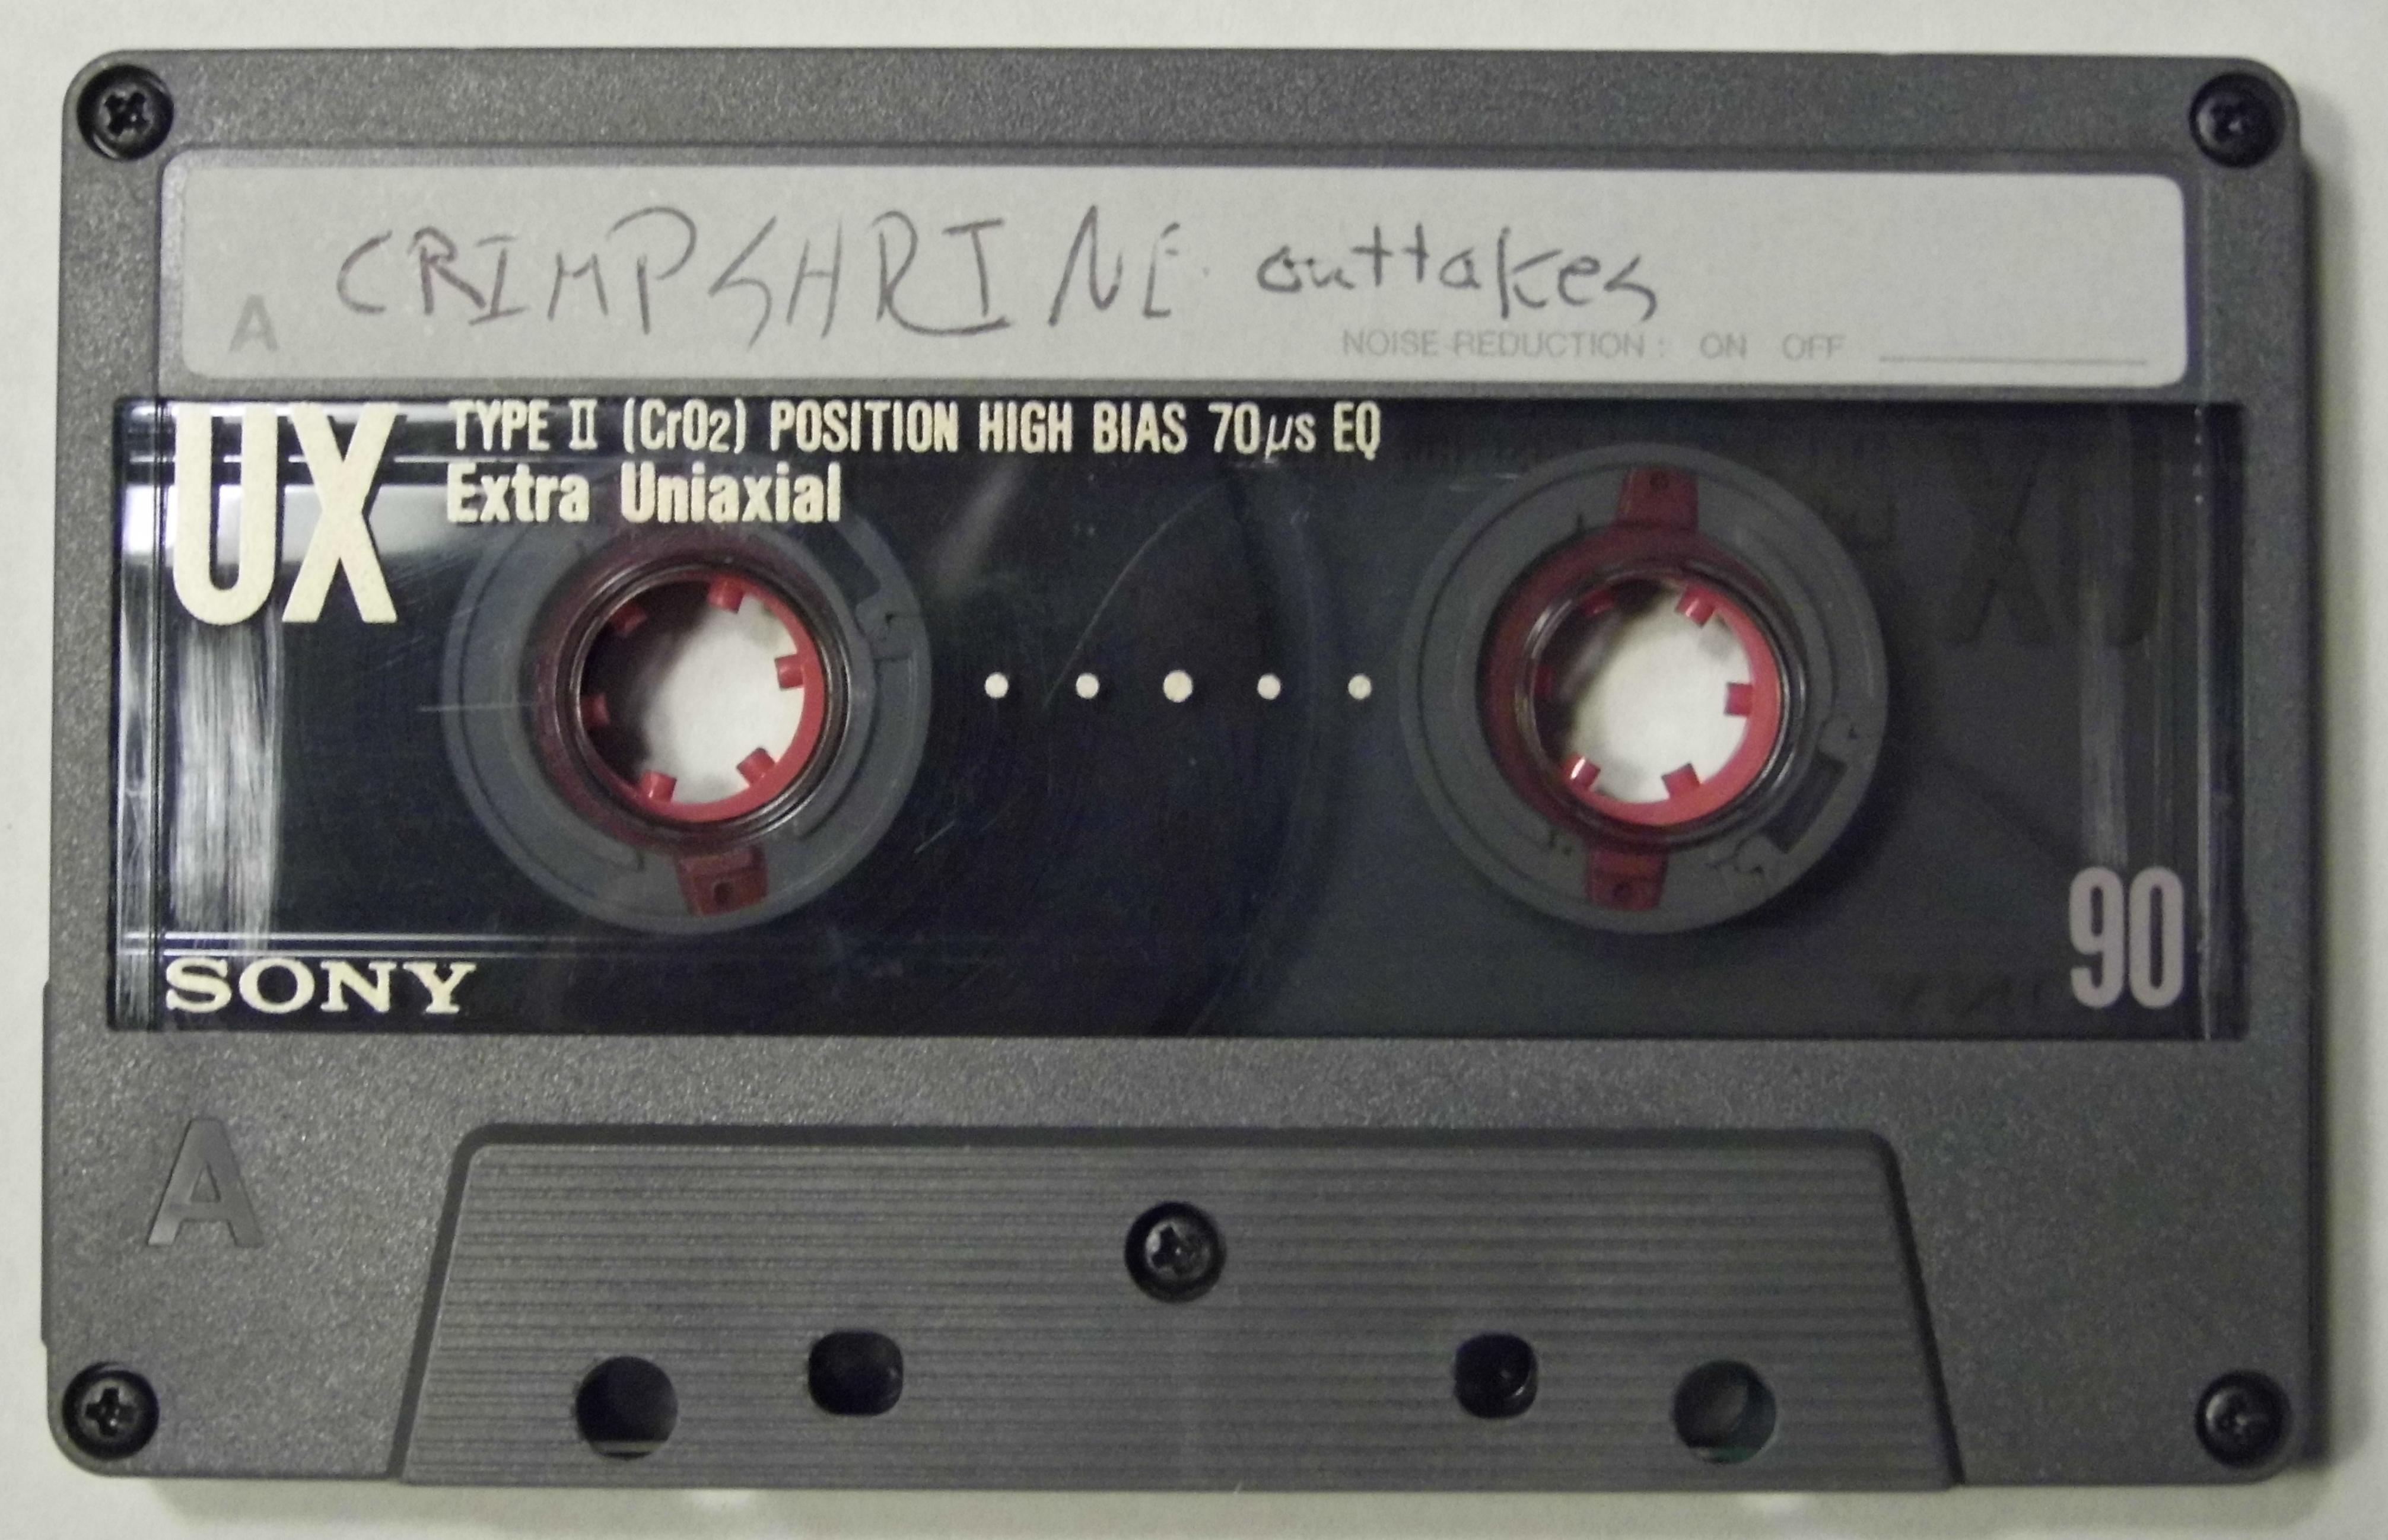 CRIMPSHRINE outtakes
A
NOISE REDUCTION : ON OFF
UX
TYPE II (CrO2) POSITION HIGH BIAS 70µs EQ
Extra Uniaxial
90
SONY
A